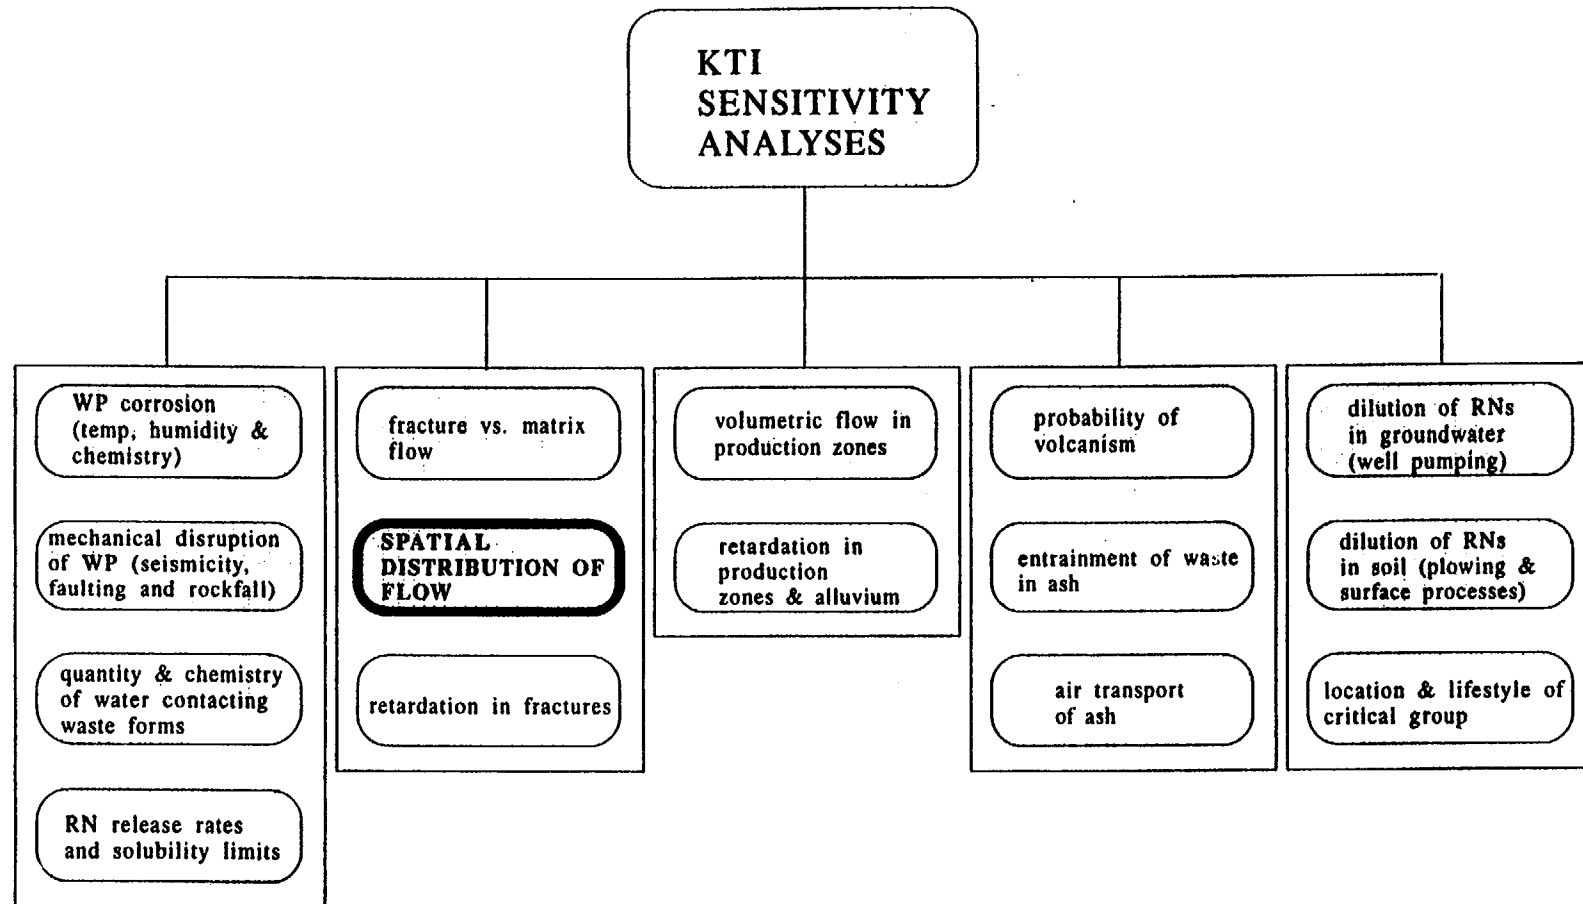 KTI
SENSITIVITY
ANALYSES
WP corrosion
(temp, humidity &
chemistry)
mechanical disruption
of WP (seismicity,
faulting and rockfall)
quantity & chemistry
of water contacting
waste forms
RN release rates
and solubility limits
fracture vs. matrix
flow
SPATIAL
DISTRIBUTION OF
FLOW
retardation in fractures
volumetric flow in
production zones
retardation in
production
zones & alluvium
probability of
volcanism
entrainment of waste
in ash
air transport
of ash
dilution of RNs
in groundwater
(well pumping)
dilution of RNs
in soil (plowing &
surface processes)
location & lifestyle of
critical group